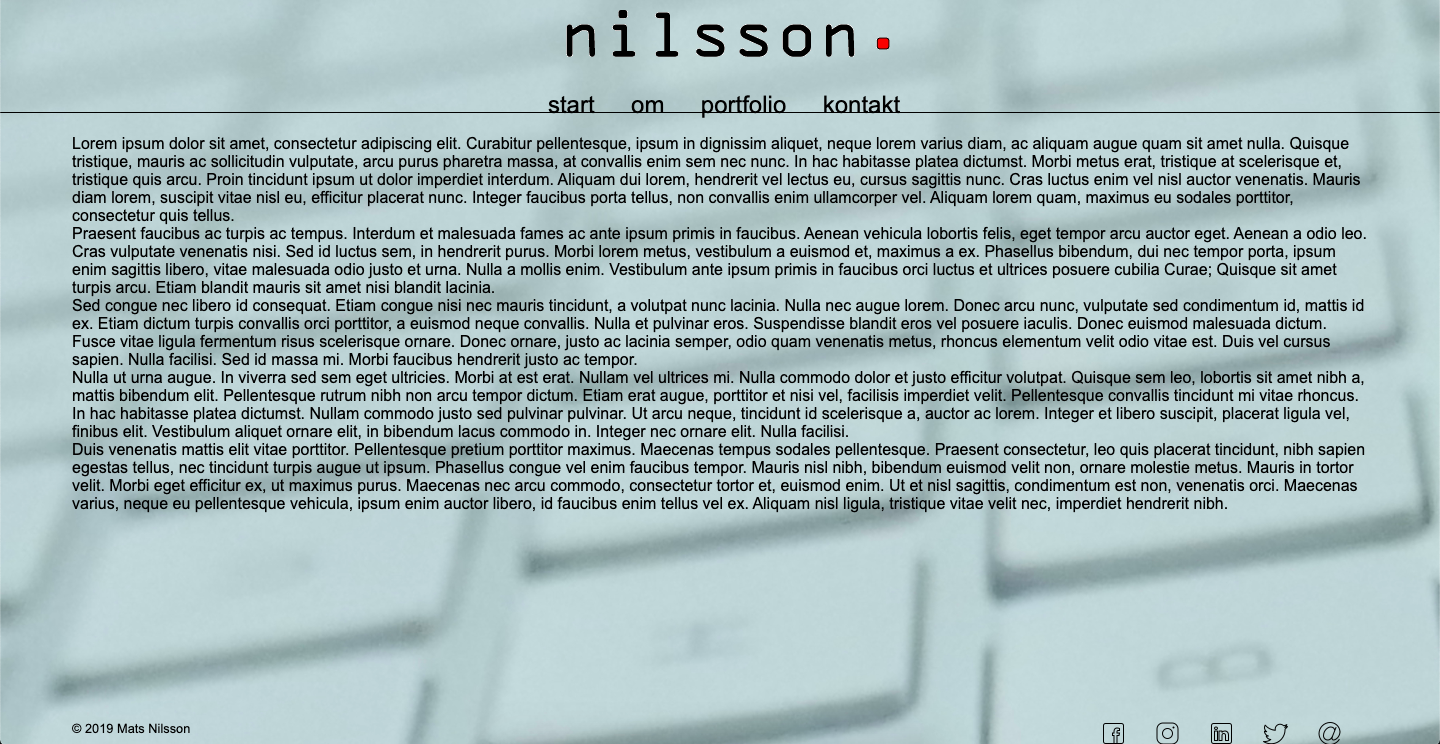 nilsson
start om portfolio kontakt
Lorem ipsum dolor sit amet, consectetur adipiscing elit. Curabitur pellentesque, ipsum in dignissim aliquet, neque lorem varius diam, ac aliquam augue quam sit amet nulla. Quisque
tristique, mauris ac sollicitudin vulputate, arcu purus pharetra massa, at convallis enim sem nec nunc. In hac habitasse platea dictumst. Morbi metus erat, tristique at scelerisque et,
tristique quis arcu. Proin tincidunt ipsum ut dolor imperdiet interdum. Aliquam dui lorem, hendrerit vel lectus eu, cursus sagittis nunc. Cras luctus enim vel nisl auctor venenatis. Mauris
diam lorem, suscipit vitae nisl eu, efficitur placerat nunc. Integer faucibus porta tellus, non convallis enim ullamcorper vel. Aliquam lorem quam, maximus eu sodales porttitor,
consectetur quis tellus.
Praesent faucibus ac turpis ac tempus. Interdum et malesuada fames ac ante ipsum primis in faucibus. Aenean vehicula lobortis felis, eget tempor arcu auctor eget. Aenean a odio leo.
Cras vulputate venenatis nisi. Sed id luctus sem, in hendrerit purus. Morbi lorem metus, vestibulum a euismod et, maximus a ex. Phasellus bibendum, dui nec tempor porta, ipsum
enim sagittis libero, vitae malesuada odio justo et urna. Nulla a mollis enim. Vestibulum ante ipsum primis in faucibus orci luctus et ultrices posuere cubilia Curae; Quisque sit amet
turpis arcu. Etiam blandit mauris sit amet nisi blandit lacinia.
Sed congue nec libero id consequat. Etiam congue nisi nec mauris tincidunt, a volutpat nunc lacinia. Nulla nec augue lorem. Donec arcu nunc, vulputate sed condimentum id, mattis id
ex. Etiam dictum turpis convallis orci porttitor, a euismod neque convallis. Nulla et pulvinar eros. Suspendisse blandit eros vel posuere iaculis. Donec euismod malesuada dictum.
Fusce vitae ligula fermentum risus scelerisque ornare. Donec ornare, justo ac lacinia semper, odio quam venenatis metus, rhoncus elementum velit odio vitae est. Duis vel cursus
sapien. Nulla facilisi. Sed id massa mi. Morbi faucibus hendrerit justo ac tempor.
Nulla ut urna augue. In viverra sed sem eget ultricies. Morbi at est erat. Nullam vel ultrices mi. Nulla commodo dolor et justo efficitur volutpat. Quisque sem leo, lobortis sit amet nibh a,
mattis bibendum elit. Pellentesque rutrum nibh non arcu tempor dictum. Etiam erat augue, porttitor et nisi vel, facilisis imperdiet velit. Pellentesque convallis tincidunt mi vitae rhoncus.
In hac habitasse platea dictumst. Nullam commodo justo sed pulvinar pulvinar. Ut arcu neque, tincidunt id scelerisque a, auctor ac lorem. Integer et libero suscipit, placerat ligula vel,
finibus elit. Vestibulum aliquet ornare elit, in bibendum lacus commodo in. Integer nec ornare elit. Nulla facilisi.
Duis venenatis mattis elit vitae porttitor. Pellentesque pretium porttitor maximus. Maecenas tempus sodales pellentesque. Praesent consectetur, leo quis placerat tincidunt, nibh sapien
egestas tellus, nec tincidunt turpis augue ut ipsum. Phasellus congue vel enim faucibus tempor. Mauris nisl nibh, bibendum euismod velit non, ornare molestie metus. Mauris in tortor
velit. Morbi eget efficitur ex, ut maximus purus. Maecenas nec arcu commodo, consectetur tortor et, euismod enim. Ut et nisl sagittis, condimentum est non, venenatis orci. Maecenas
varius, neque eu pellentesque vehicula, ipsum enim auctor libero, id faucibus enim tellus vel ex. Aliquam nisl ligula, tristique vitae velit nec, imperdiet hendrerit nibh.
H
B
© 2019 Mats Nilsson f in @